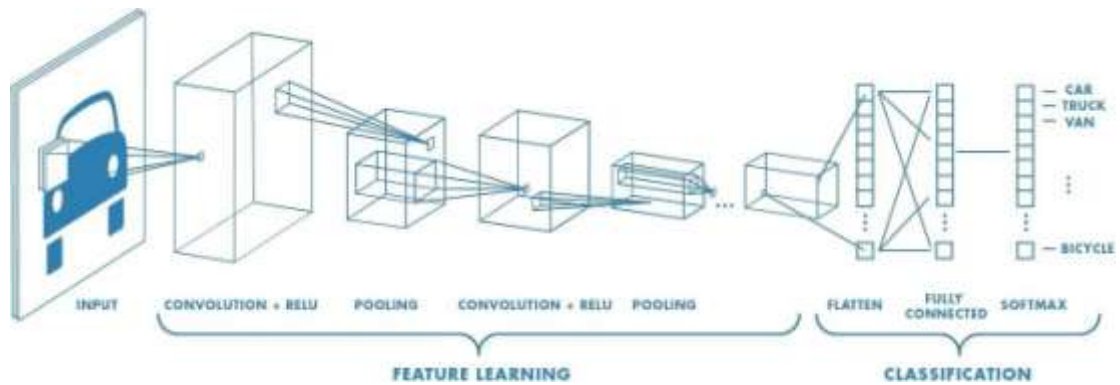 CAR
TRUCK
VAN
BICYCLE
INPUT
CONVOLUTION + RELU
POOLING
CONVOLUTION + RELU
POOLING
FLATTEN
FULLY
CONNECTED
SOFTMAX
FEATURE LEARNING
CLASSIFICATION